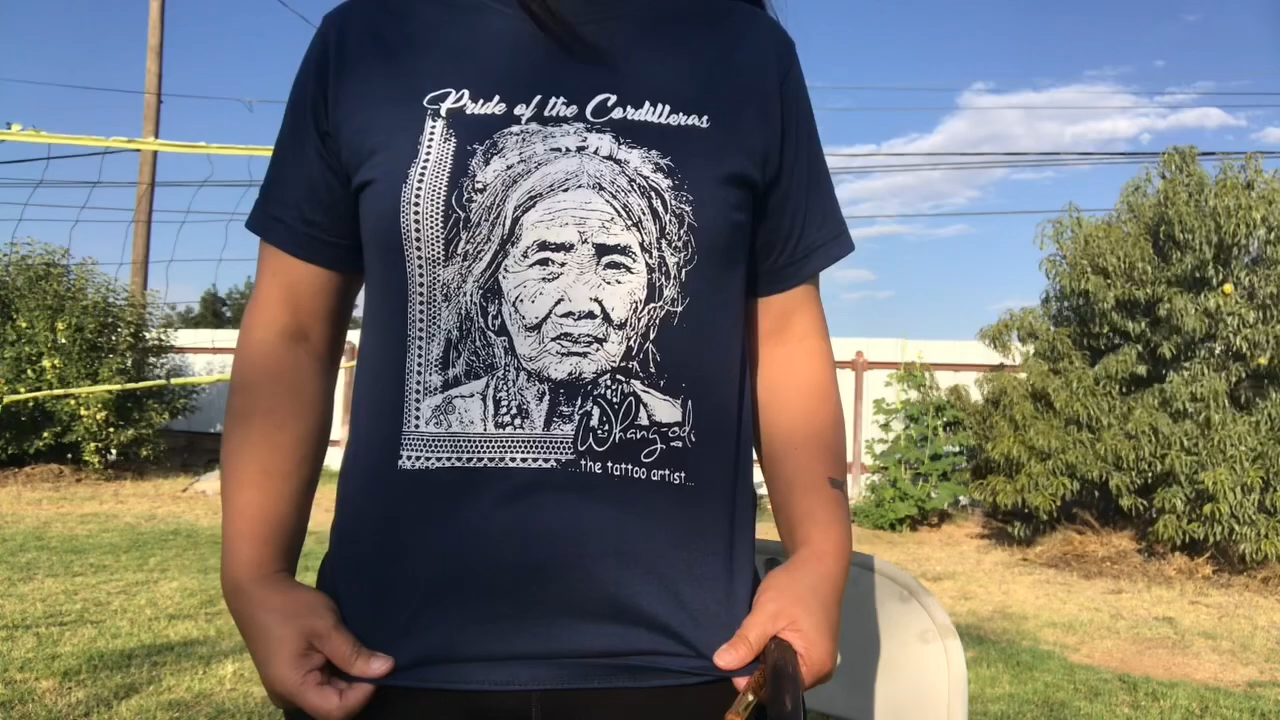 Pride of the Cordilleras
Whang-od
...the tattoo artist...